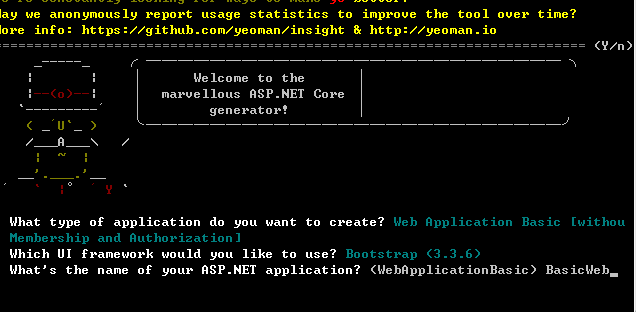 May we anonymously report usage statistics to improve the tool over time?
More info: https://github.com/yeoman/insight & http://yeoman.io
(Y/n)
Welcome to the
marvellous ASP.NET Core
generator!
What type of application do you want to create? Web Application Basic [withou
Membership and Authorization]
Which UI framework would you like to use? Bootstrap (3.3.6)
What's the name of your ASP.NET application? (WebApplicationBasic) BasicWeb